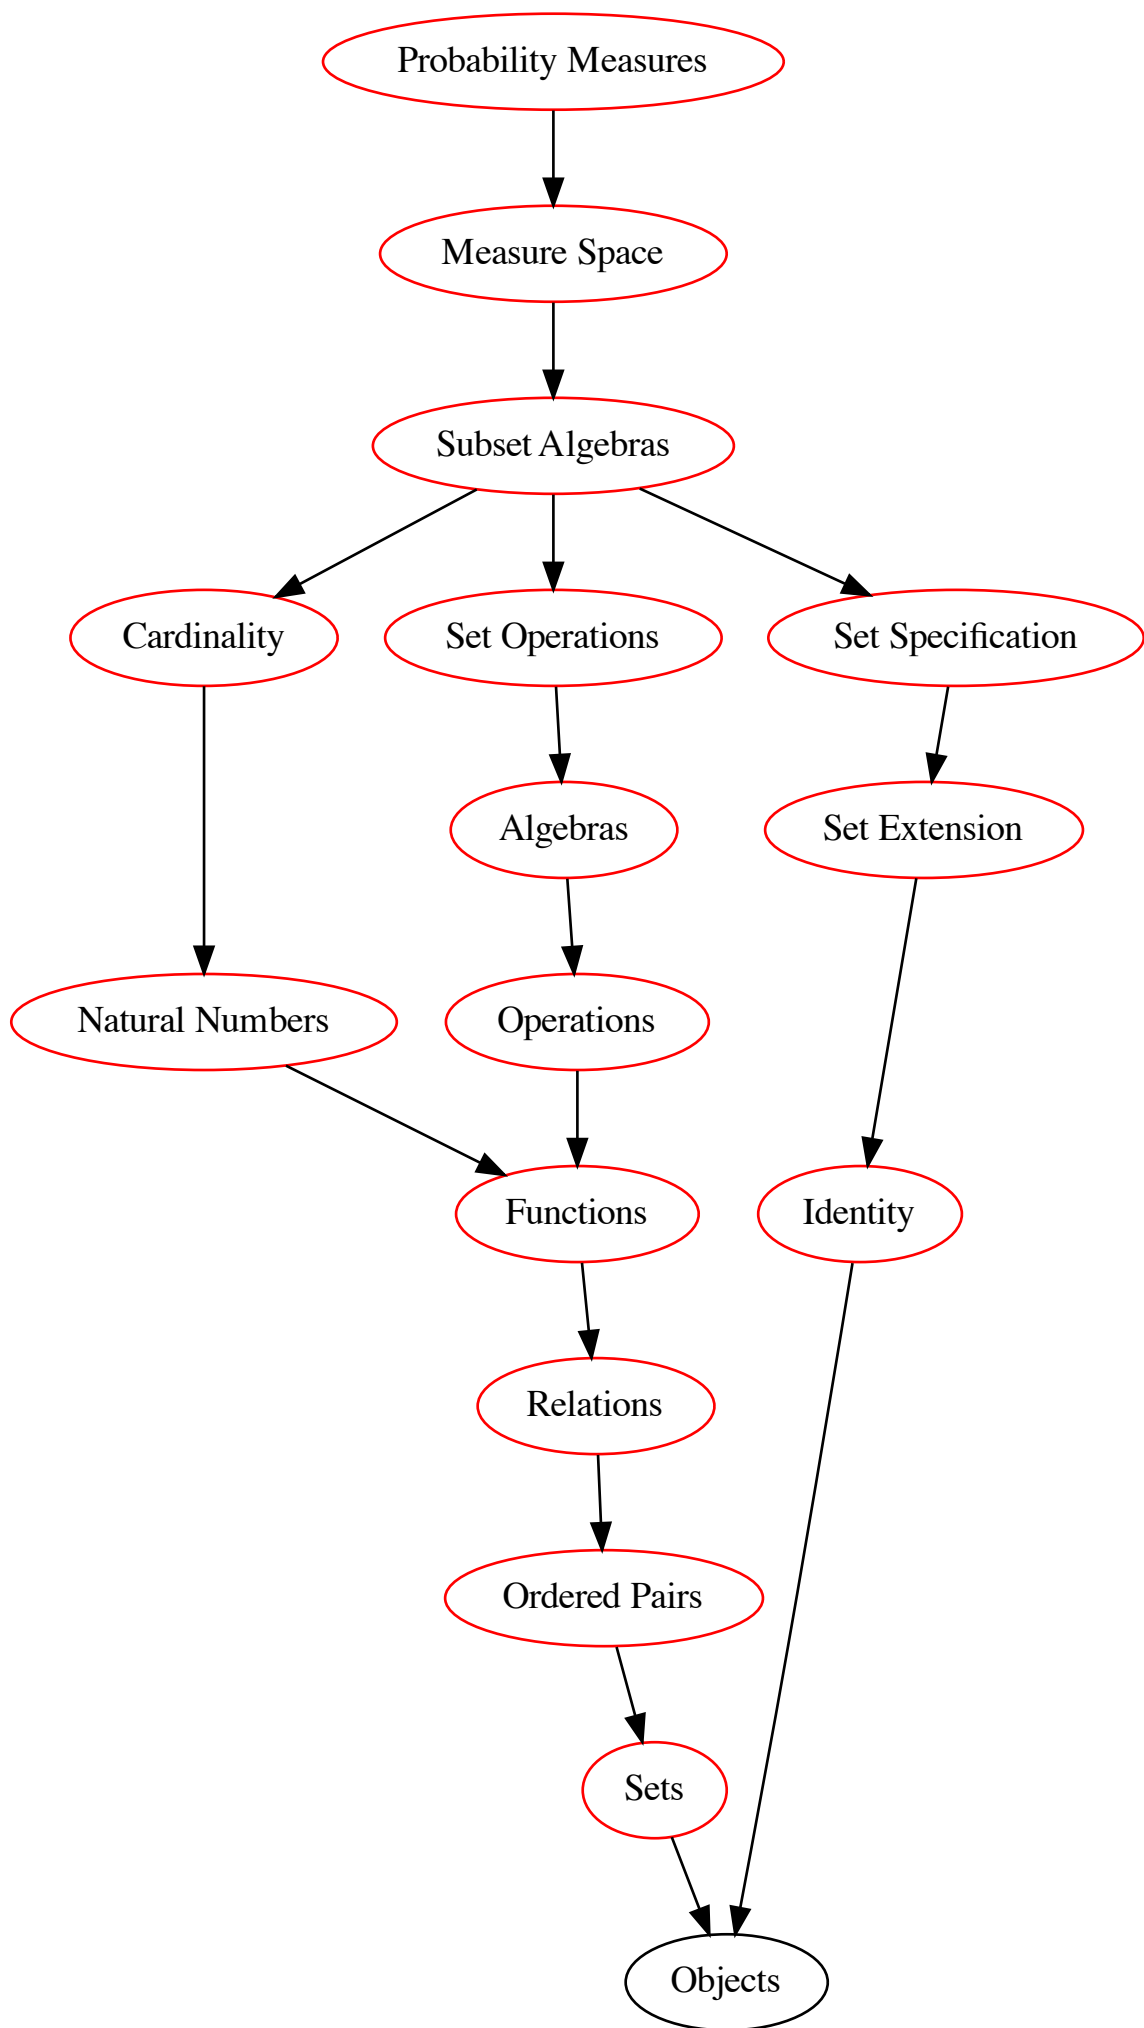 Probability Measures
Measure Space
Subset Algebras
Cardinality
Set Operations
Set Specification
Algebras
Set Extension
Natural Numbers
Operations
Functions
Identity
Relations
Ordered Pairs
Sets
Objects